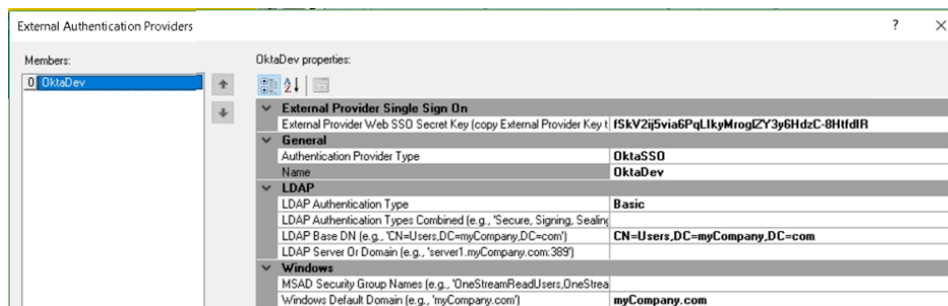 External Authentication Providers
Members:
0 OktaDev
OktaDev properties:
External Provider Single Sign On
External Provider Web SSO Secret Key (copy External Provider Key t
General
Authentication Provider Type OktaSSO
Name OktaDev
LDAP
LDAP Authentication Type Basic
LDAP Authentication Types Combined (e.g., 'Secure, Signing, Sealing
LDAP Base DN (e.g., 'CN=Users,DC=myCompany,DC=com') CN=Users,DC=myCompany,DC=com
LDAP Server Or Domain (e.g., 'server1.myCompany.com:389')
Windows
MSAD Security Group Names (e.g., 'OneStreamReadUsers,OneStrea
Windows Default Domain (e.g., 'myCompany.com') myCompany.com